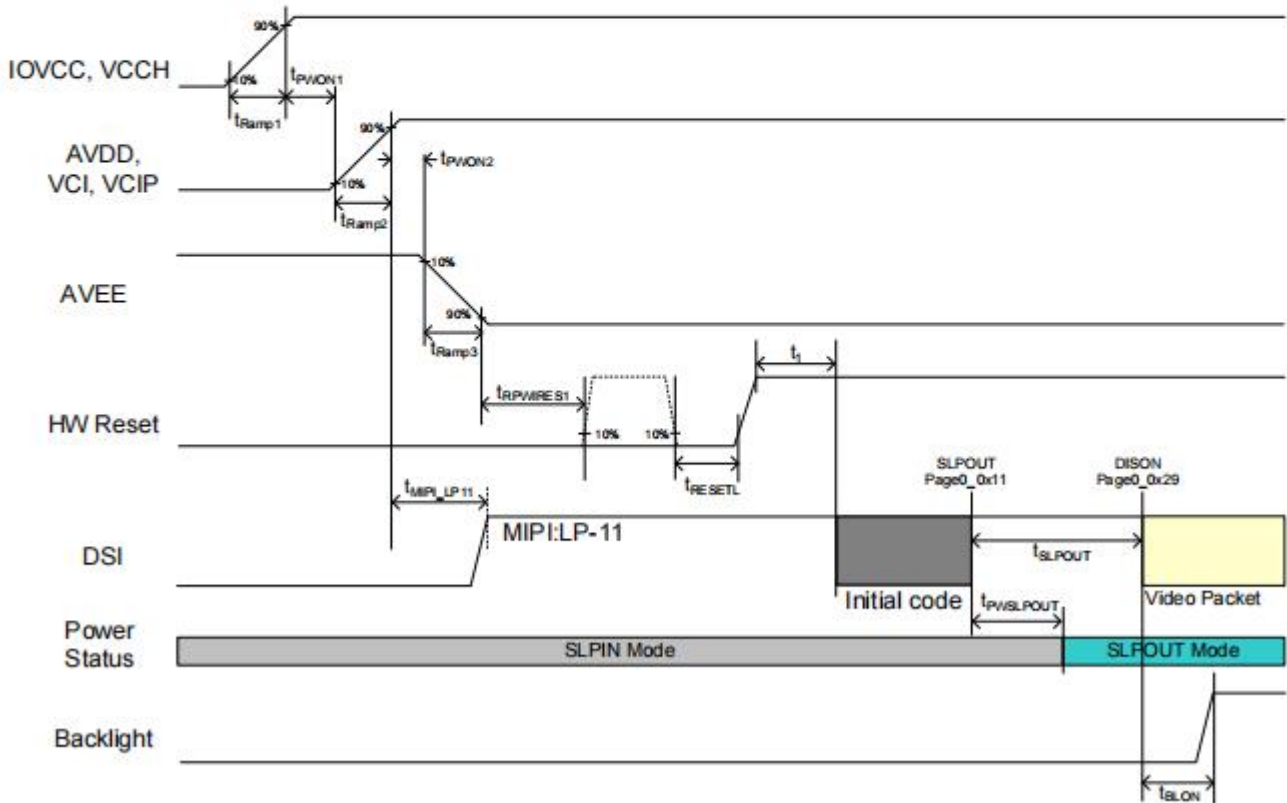 90%
IOVCC, VCCH
10%
tPWON1
tRamp1
90%
AVDD,
VCI, VCIP
tPWON2
10%
tRamp2
10%
AVEE
90%
tRamp3
t1
tRPWIRES1
HW Reset
10% 10%
tRESETL
SLPOUT
Page0_0x11
DISON
Page0_0x29
tMIPI_LP11
MIPI:LP-11
DSI
tSLPOUT
Initial code
tPWSLPOUT
Video Packet
Power
Status
SLPIN Mode
SLPOUT Mode
Backlight
tBLON